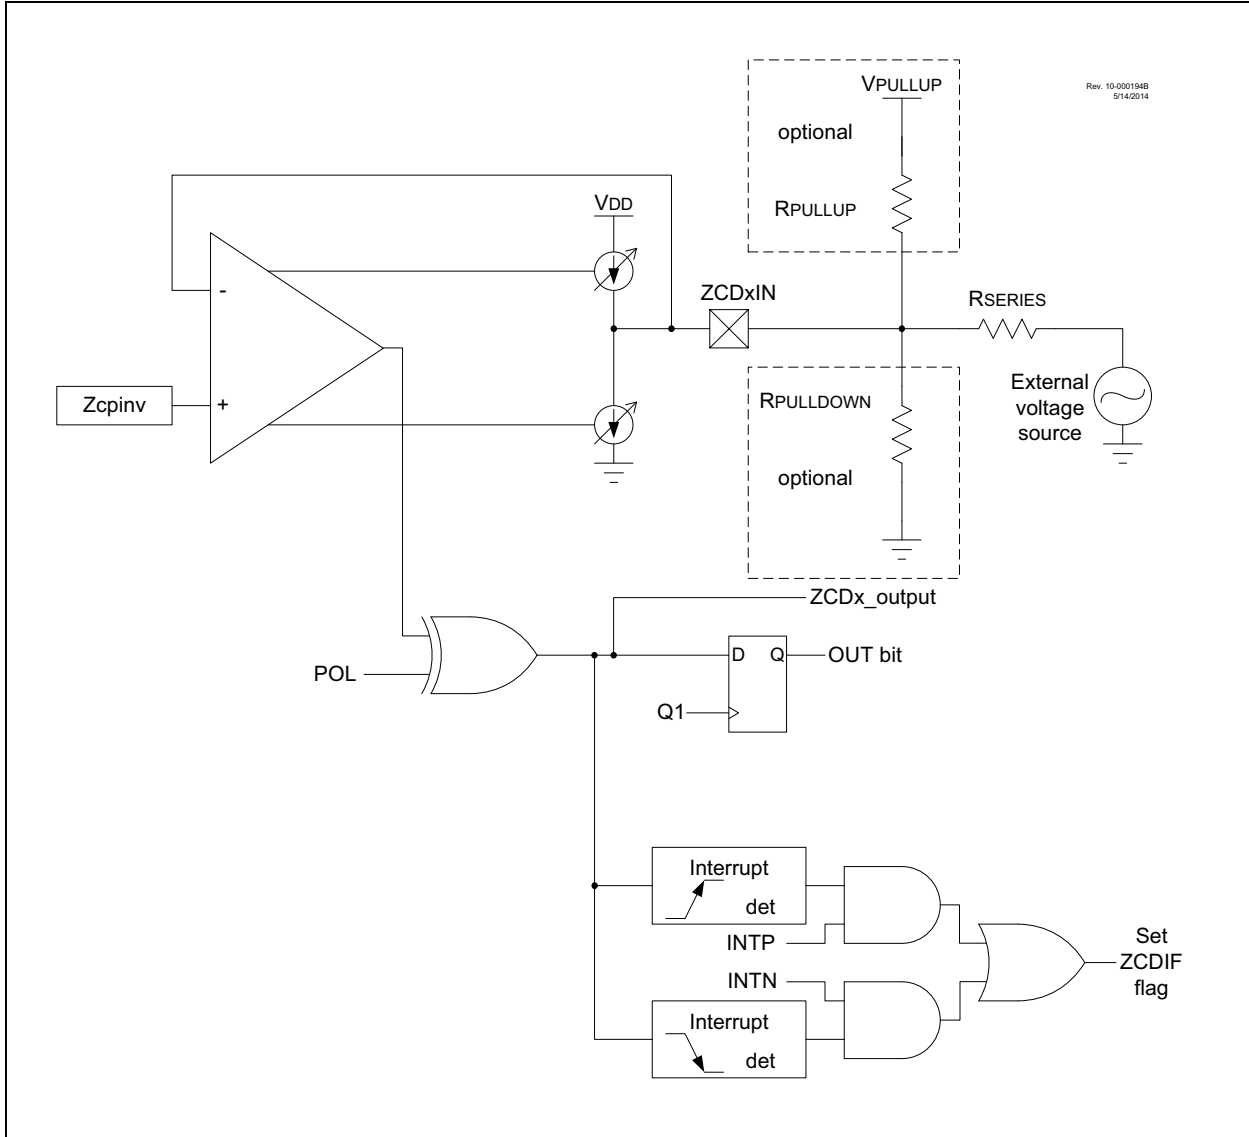 VPULLUP
Rev. 10-000194B
5/14/2014
optional
RPULLUP
VDD
-
ZCDxIN
RSERIES
Zcpinv
+
RPULLDOWN
External
voltage
source
optional
ZCDx_output
D Q
OUT bit
POL
Q1
Interrupt
det
INTP
Set
ZCDIF
flag
INTN
Interrupt
det